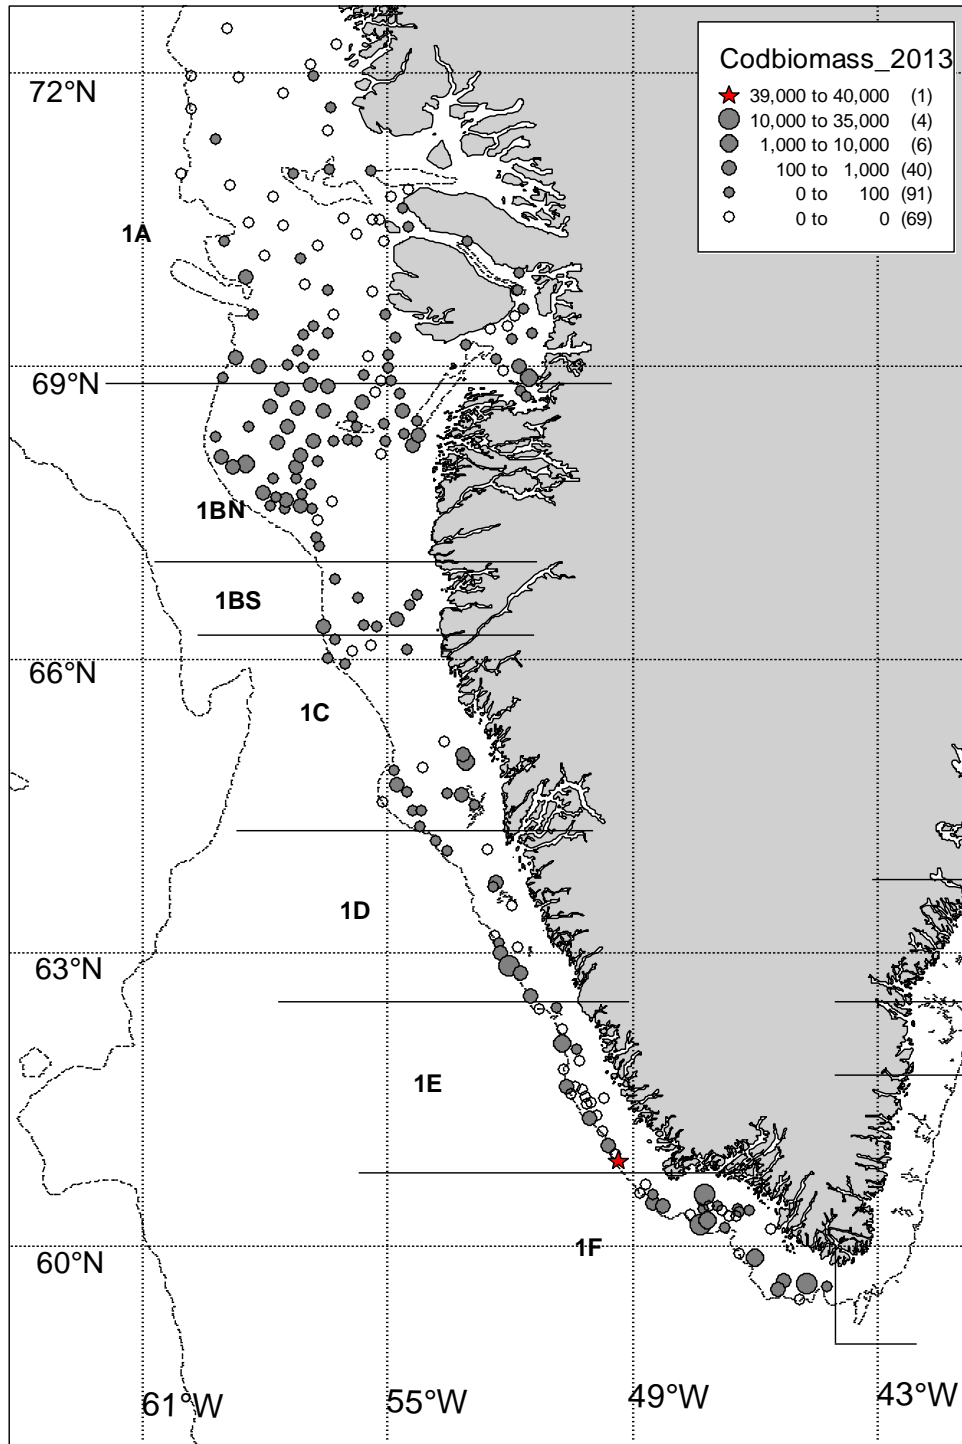 Codbiomass_2013
39,000 to 40,000 (1)
10,000 to 35,000 (4)
1,000 to 10,000 (6)
100 to 1,000 (40)
0 to 100 (91)
0 to 0 (69)
72°N
1A
69°N
1BN
1BS
66°N
1C
1D
63°N
1E
1F
60°N
61°W 55°W 49°W 43°W